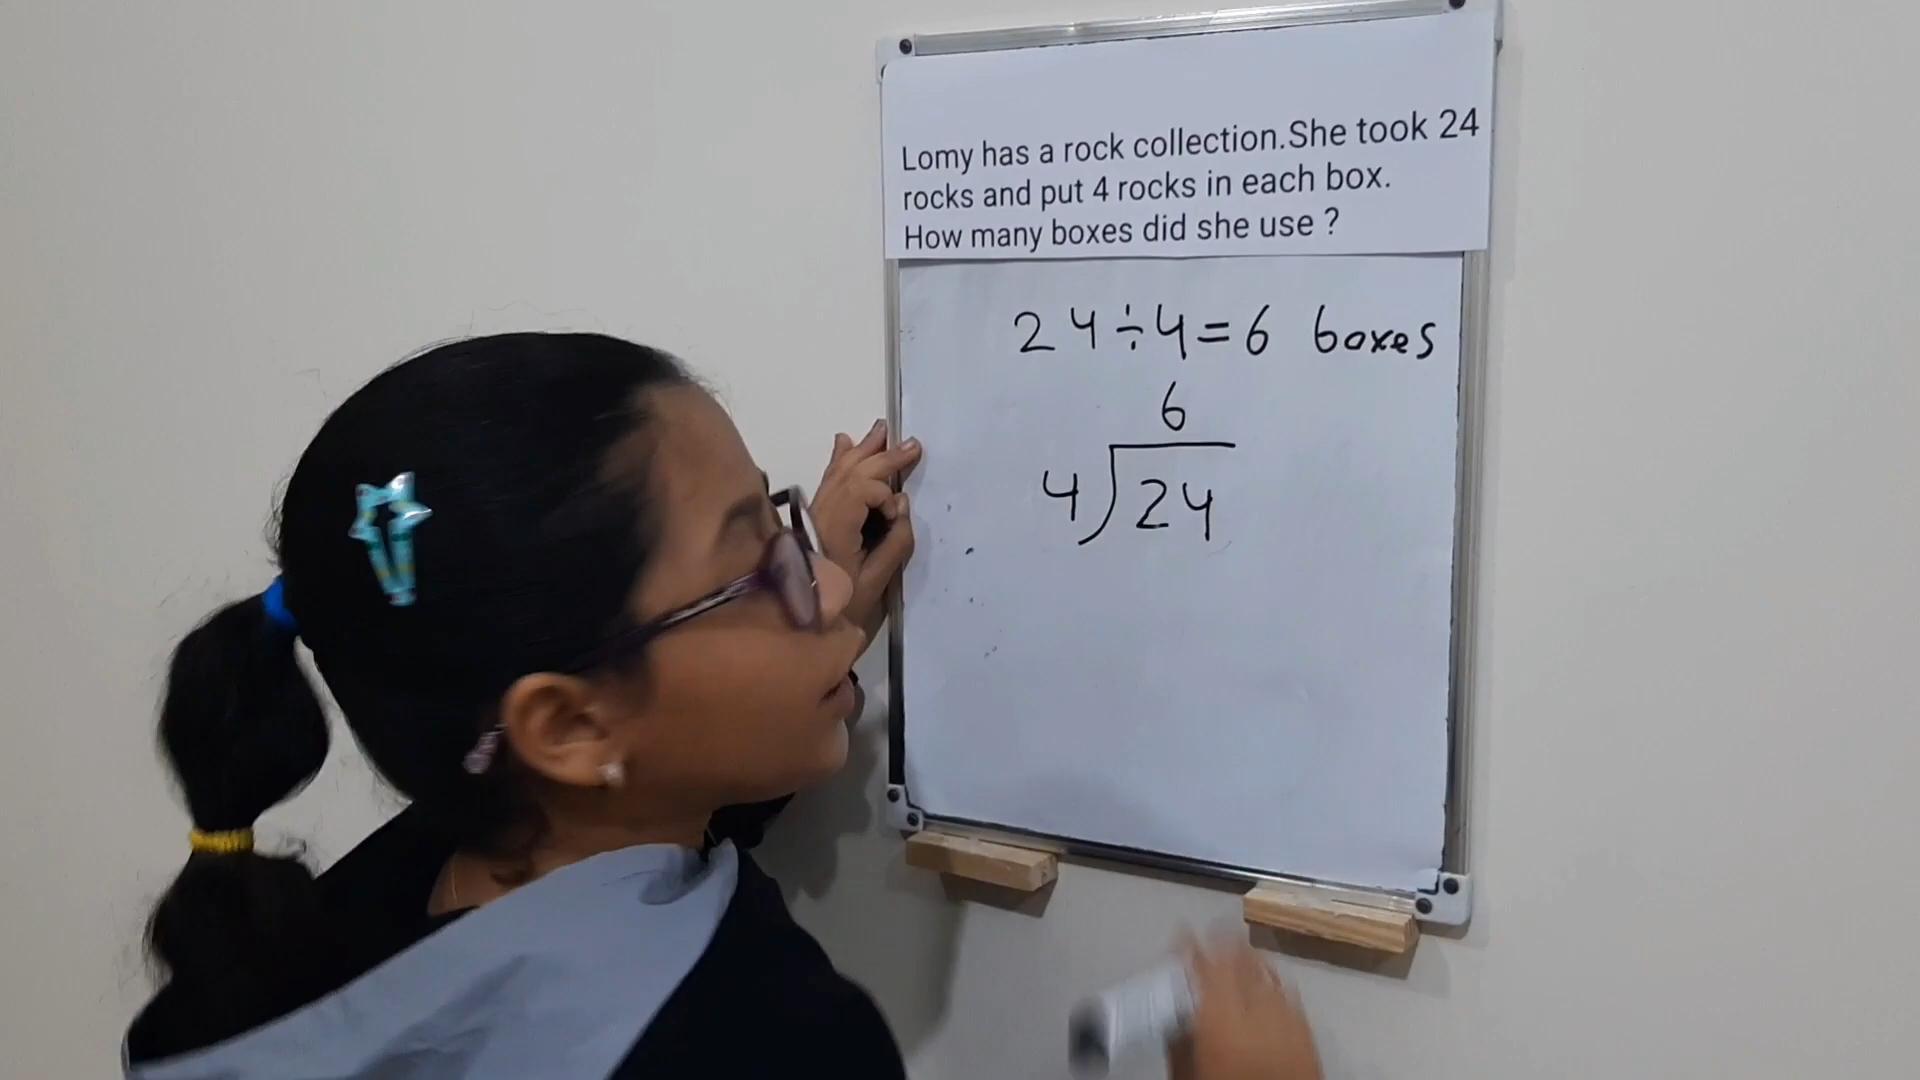 Lomy has a rock collection.She took 24
rocks and put 4 rocks in each box.
How many boxes did she use ?
24÷4=6 boxes
6
4)24